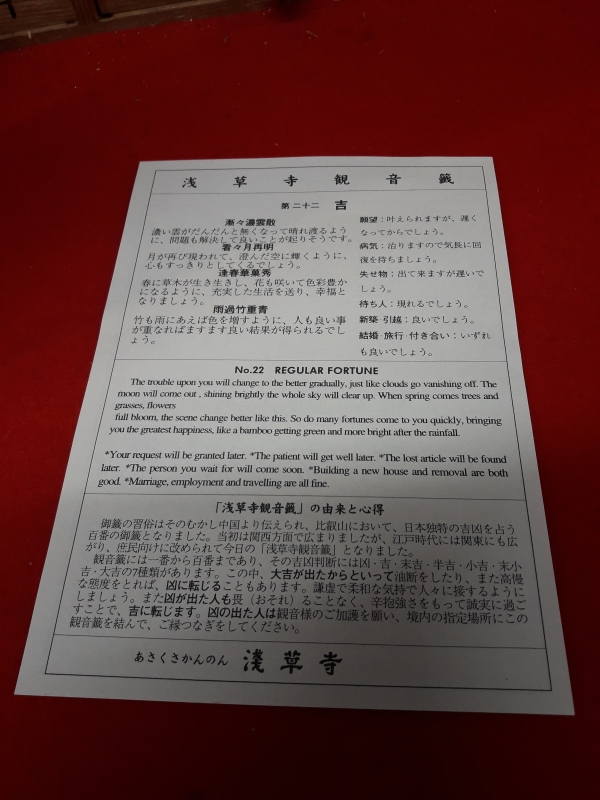 浅草寺観音籤
第二十二 吉
漸々濃雲散
濃い雲がだんだんと無くなって晴れ渡るよう
に、問題も解決して良いことが起りそうです。
看々月再明
月が再び現われて、澄んだ空に輝くように、
心もすっきりとしてくるでしょう。
逢春華菓秀
春に草木が生き生きし、花も咲いて色彩豊か
になるように、充実した生活を送り、幸福と
なりましょう。
雨過竹重青
竹も雨にあえば色を増すように、人も良い事
が重なればますます良い結果が得られるでし
ょう。
願望：叶えられますが、遅く
なってからでしょう。
病気：治りますので気長に回
復を待ちましょう。
失せ物：出て来ますが遅いで
しょう。
待ち人：現れるでしょう。
新築・引越：良いでしょう。
結婚・旅行・付き合い：いずれ
も良いでしょう。
No.22 REGULAR FORTUNE
The trouble upon you will change to the better gradually, just like clouds go vanishing off. The
moon will come out , shining brightly the whole sky will clear up. When spring comes trees and
grasses, flowers
full bloom, the scene change better like this. So do many fortunes come to you quickly, bringing
you the greatest happiness, like a bamboo getting green and more bright after the rainfall.
*Your request will be granted later. *The patient will get well later. *The lost article will be found
later. *The person you wait for will come soon. *Building a new house and removal are both
good. *Marriage, employment and travelling are all fine.
「浅草寺観音籤」の由来と心得
御籤の習俗はそのむかし中国より伝えられ、比叡山において、日本独特の吉凶を占う
百番の御籤となりました。当初は関西方面で広まりましたが、江戸時代には関東にも広
がり、庶民向けに改められて今日の「浅草寺観音籤」となりました。
観音籤には一番から百番まであり、その吉凶判断には凶・吉・末吉・半吉・小吉・末小
吉・大吉の7種類があります。この中、大吉が出たからといって油断をしたり、また高慢
な態度をとれば、凶に転じることもあります。謙虚で柔和な気持で人々に接するように
しましょう。また凶が出た人も畏（おそれ）ることなく、辛抱強さをもって誠実に過ご
すことで、吉に転じます。凶の出た人は観音様のご加護を願い、境内の指定場所にこの
観音籤を結んで、ご縁つなぎをしてください。
あさくさかんのん 淺草寺